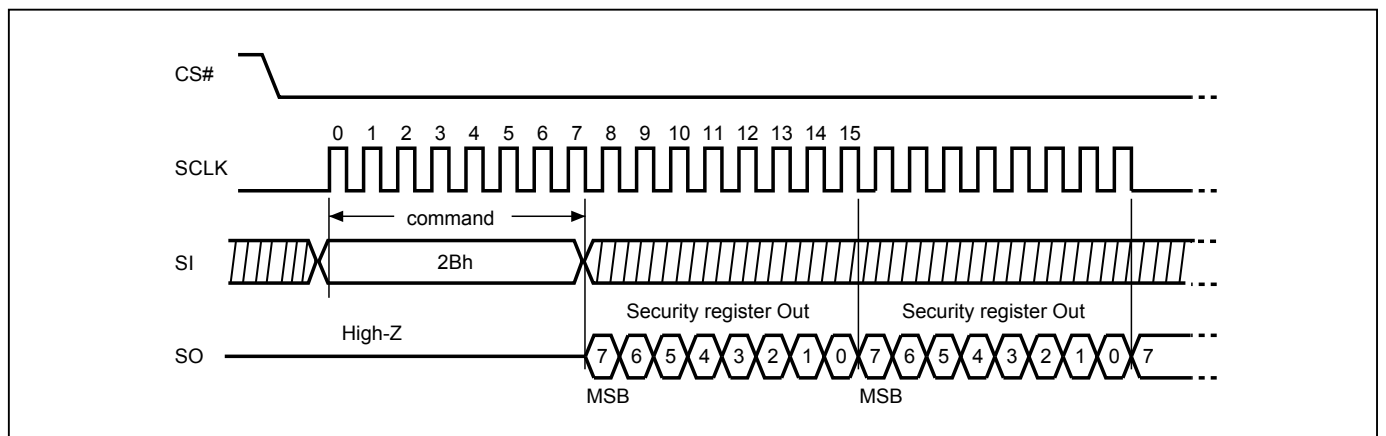 CS#
0 1 2 3 4 5 6 7 8 9 10 11 12 13 14 15
SCLK
command
SI
2Bh
Security register Out Security register Out
High-Z
SO
7 6 5 4 3 2 1 0 7 6 5 4 3 2 1 0 7
MSB MSB